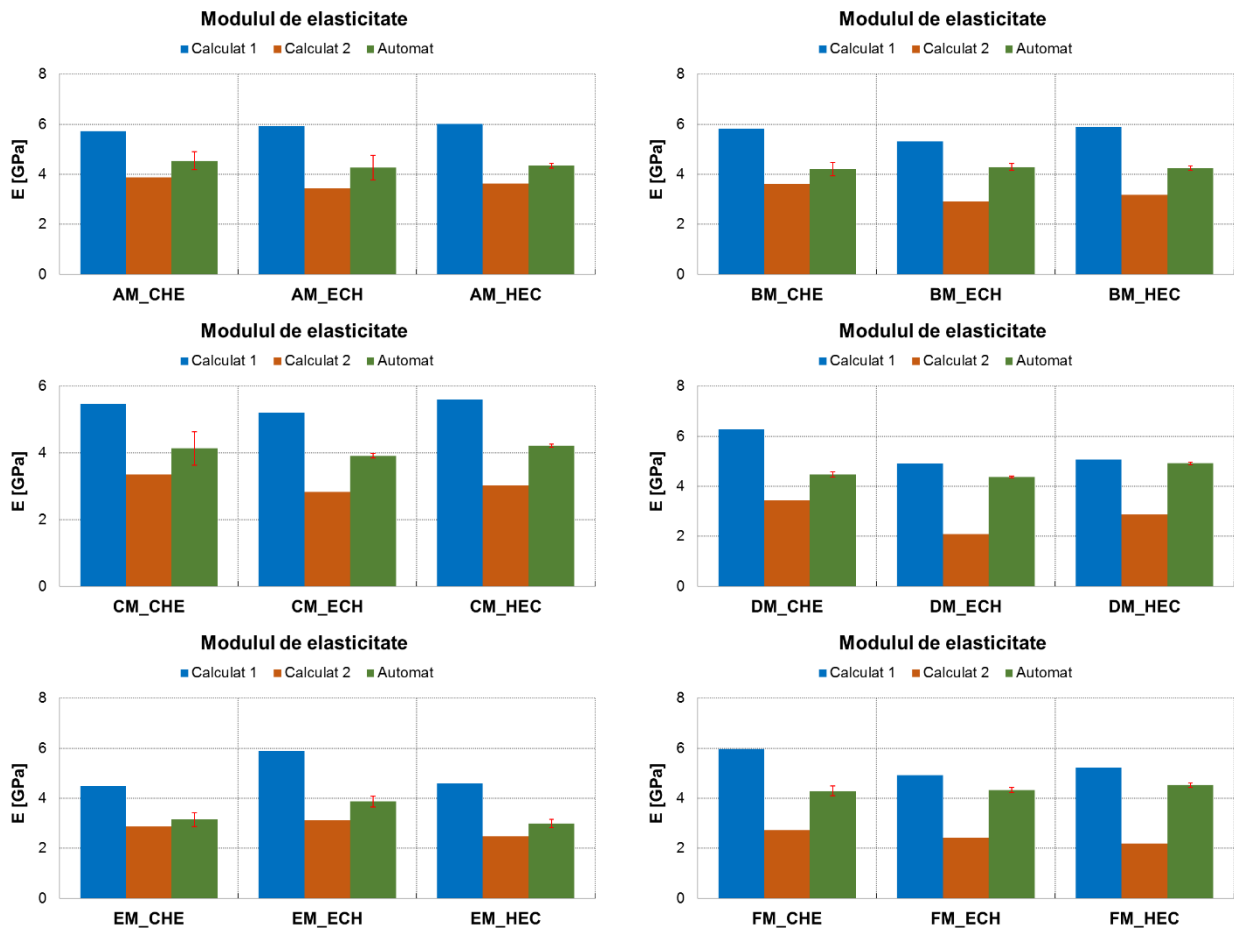 Modulul de elasticitate
Calculat 1 Calculat 2 Automat
8
6
4
2
0
E [GPa]
AM_CHE AM_ECH AM_HEC
Modulul de elasticitate
Calculat 1 Calculat 2 Automat
8
6
4
2
0
E [GPa]
BM_CHE BM_ECH BM_HEC
Modulul de elasticitate
Calculat 1 Calculat 2 Automat
6
4
2
0
E [GPa]
CM_CHE CM_ECH CM_HEC
Modulul de elasticitate
Calculat 1 Calculat 2 Automat
8
6
4
2
0
E [GPa]
DM_CHE DM_ECH DM_HEC
Modulul de elasticitate
Calculat 1 Calculat 2 Automat
8
6
4
2
0
E [GPa]
EM_CHE EM_ECH EM_HEC
Modulul de elasticitate
Calculat 1 Calculat 2 Automat
8
6
4
2
0
E [GPa]
FM_CHE FM_ECH FM_HEC